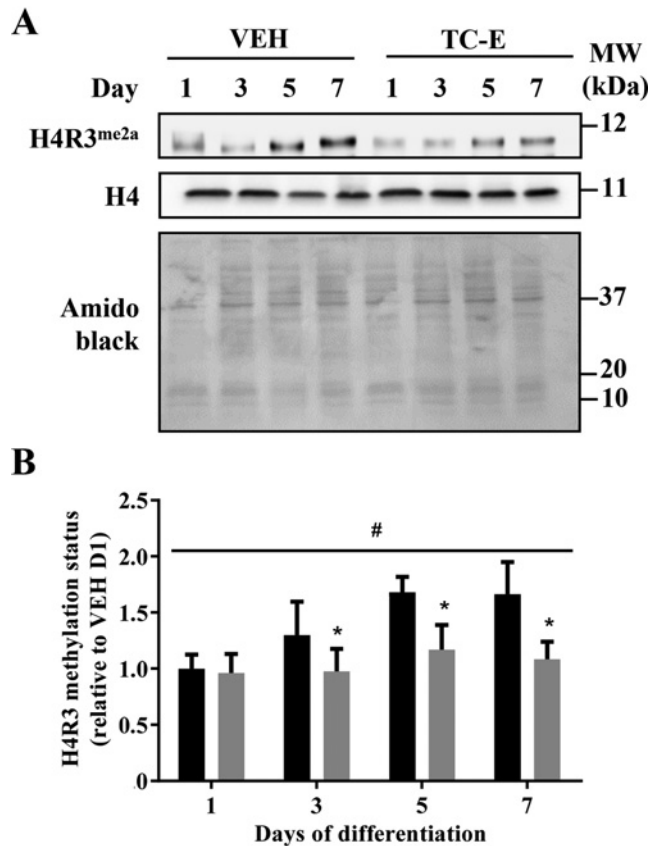 A
VEH TC-E MW
Day 1 3 5 7 1 3 5 7 (kDa)
H4R3me2a 12
H4 11
Amido
black
37
20
10
B
H4R3 methylation status
(relative to VEH D1)
2.5
2.0
1.5
1.0
0.5
.0
#
* * *
1 3 5 7
Days of differentiation